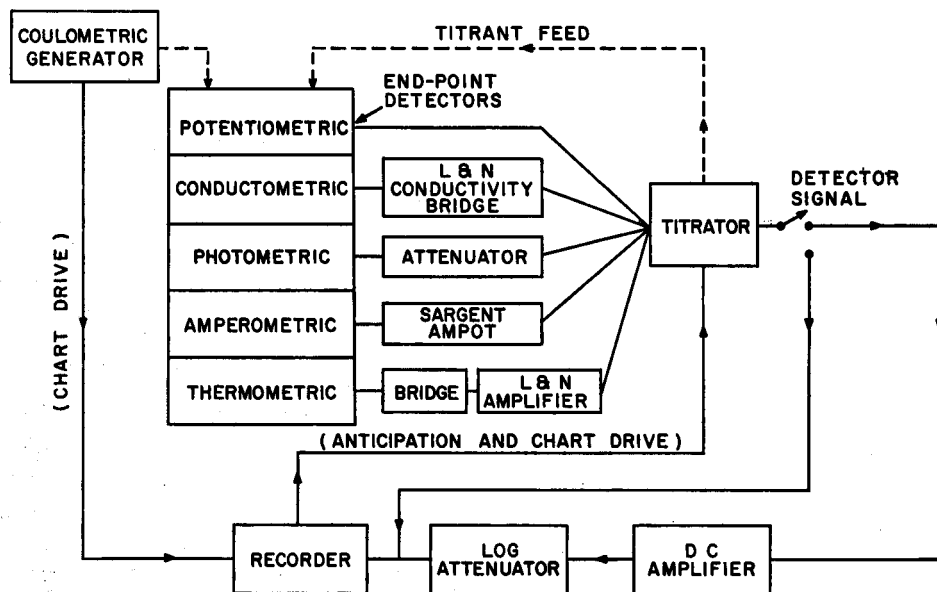 COULOMETRIC
GENERATOR
TITRANT FEED
END-POINT
DETECTORS
POTENTIOMETRIC
CONDUCTOMETRIC
L & N
CONDUCTIVITY
BRIDGE
PHOTOMETRIC
ATTENUATOR
AMPEROMETRIC
SARGENT
AMPOT
THERMOMETRIC
BRIDGE
L & N
AMPLIFIER
TITRATOR
DETECTOR
SIGNAL
(CHART DRIVE)
(ANTICIPATION AND CHART DRIVE)
RECORDER
LOG
ATTENUATOR
D C
AMPLIFIER